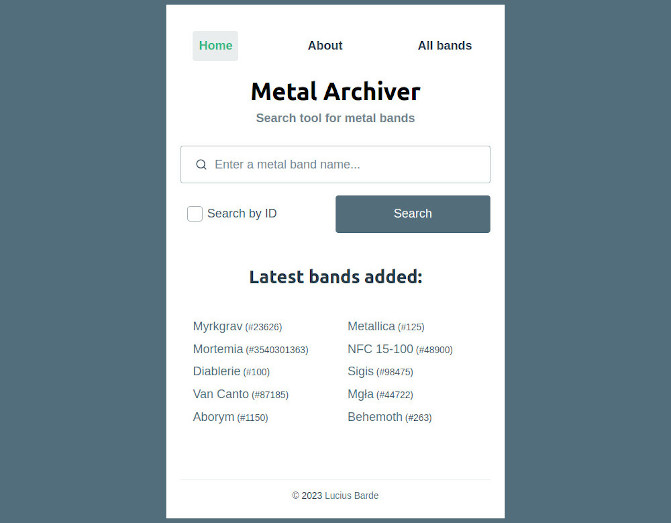 Home About All bands
Metal Archiver
Search tool for metal bands
Enter a metal band name...
Search by ID Search
Latest bands added:
Myrkgrav (#23626) Metallica (#125)
Mortemia (#3540301363) NFC 15-100 (#48900)
Diablerie (#100) Sigis (#98475)
Van Canto (#87185) Mgła (#44722)
Aborym (#1150) Behemoth (#263)
© 2023 Lucius Barde